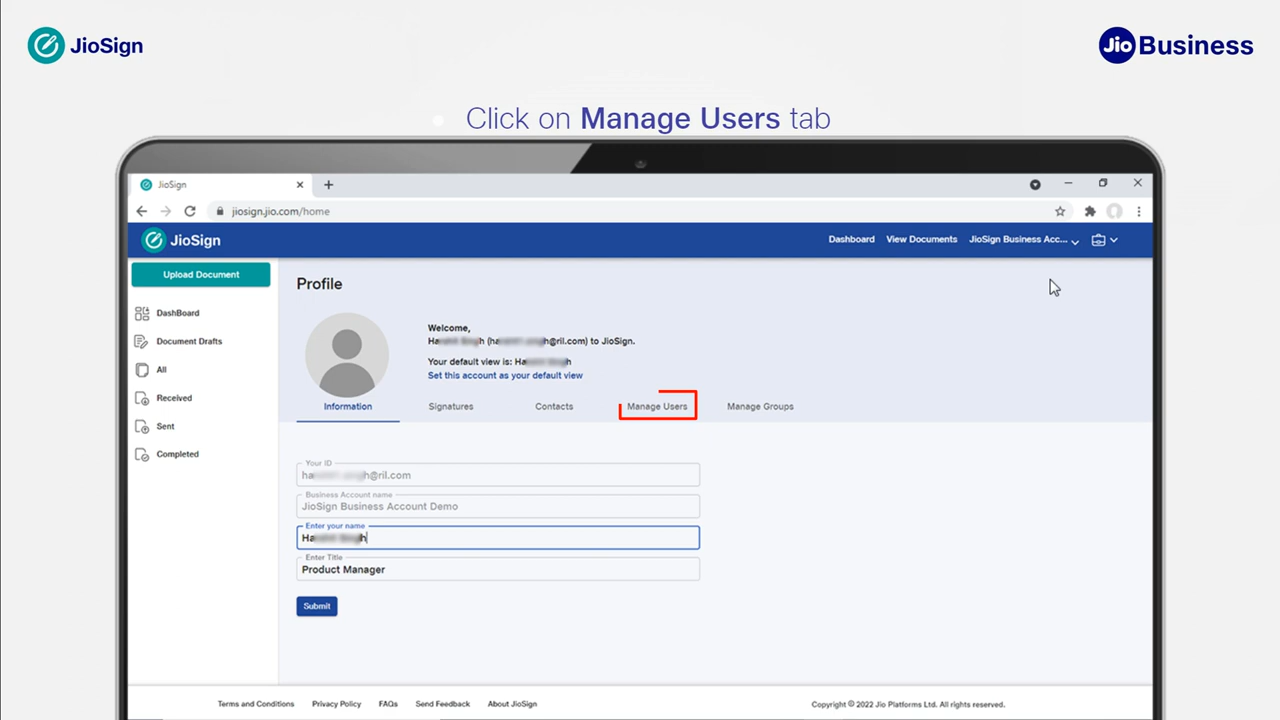 JioSign
Jio Business
Click on Manage Users tab
JioSign
jiosign.jio.com/home
JioSign
Dashboard
View Documents
JioSign Business Acc...
Upload Document
DashBoard
Document Drafts
All
Received
Sent
Completed
Profile
Welcome,
to JioSign.
Your default view is:
Set this account as your default view
Information
Signatures
Contacts
Manage Users
Manage Groups
Your ID
@ril.com
Business Account name
JioSign Business Account Demo
Enter your name
Enter Title
Product Manager
Submit
Terms and Conditions
Privacy Policy
FAQs
Send Feedback
About JioSign
Copyright © 2022 Jio Platforms Ltd. All rights reserved.